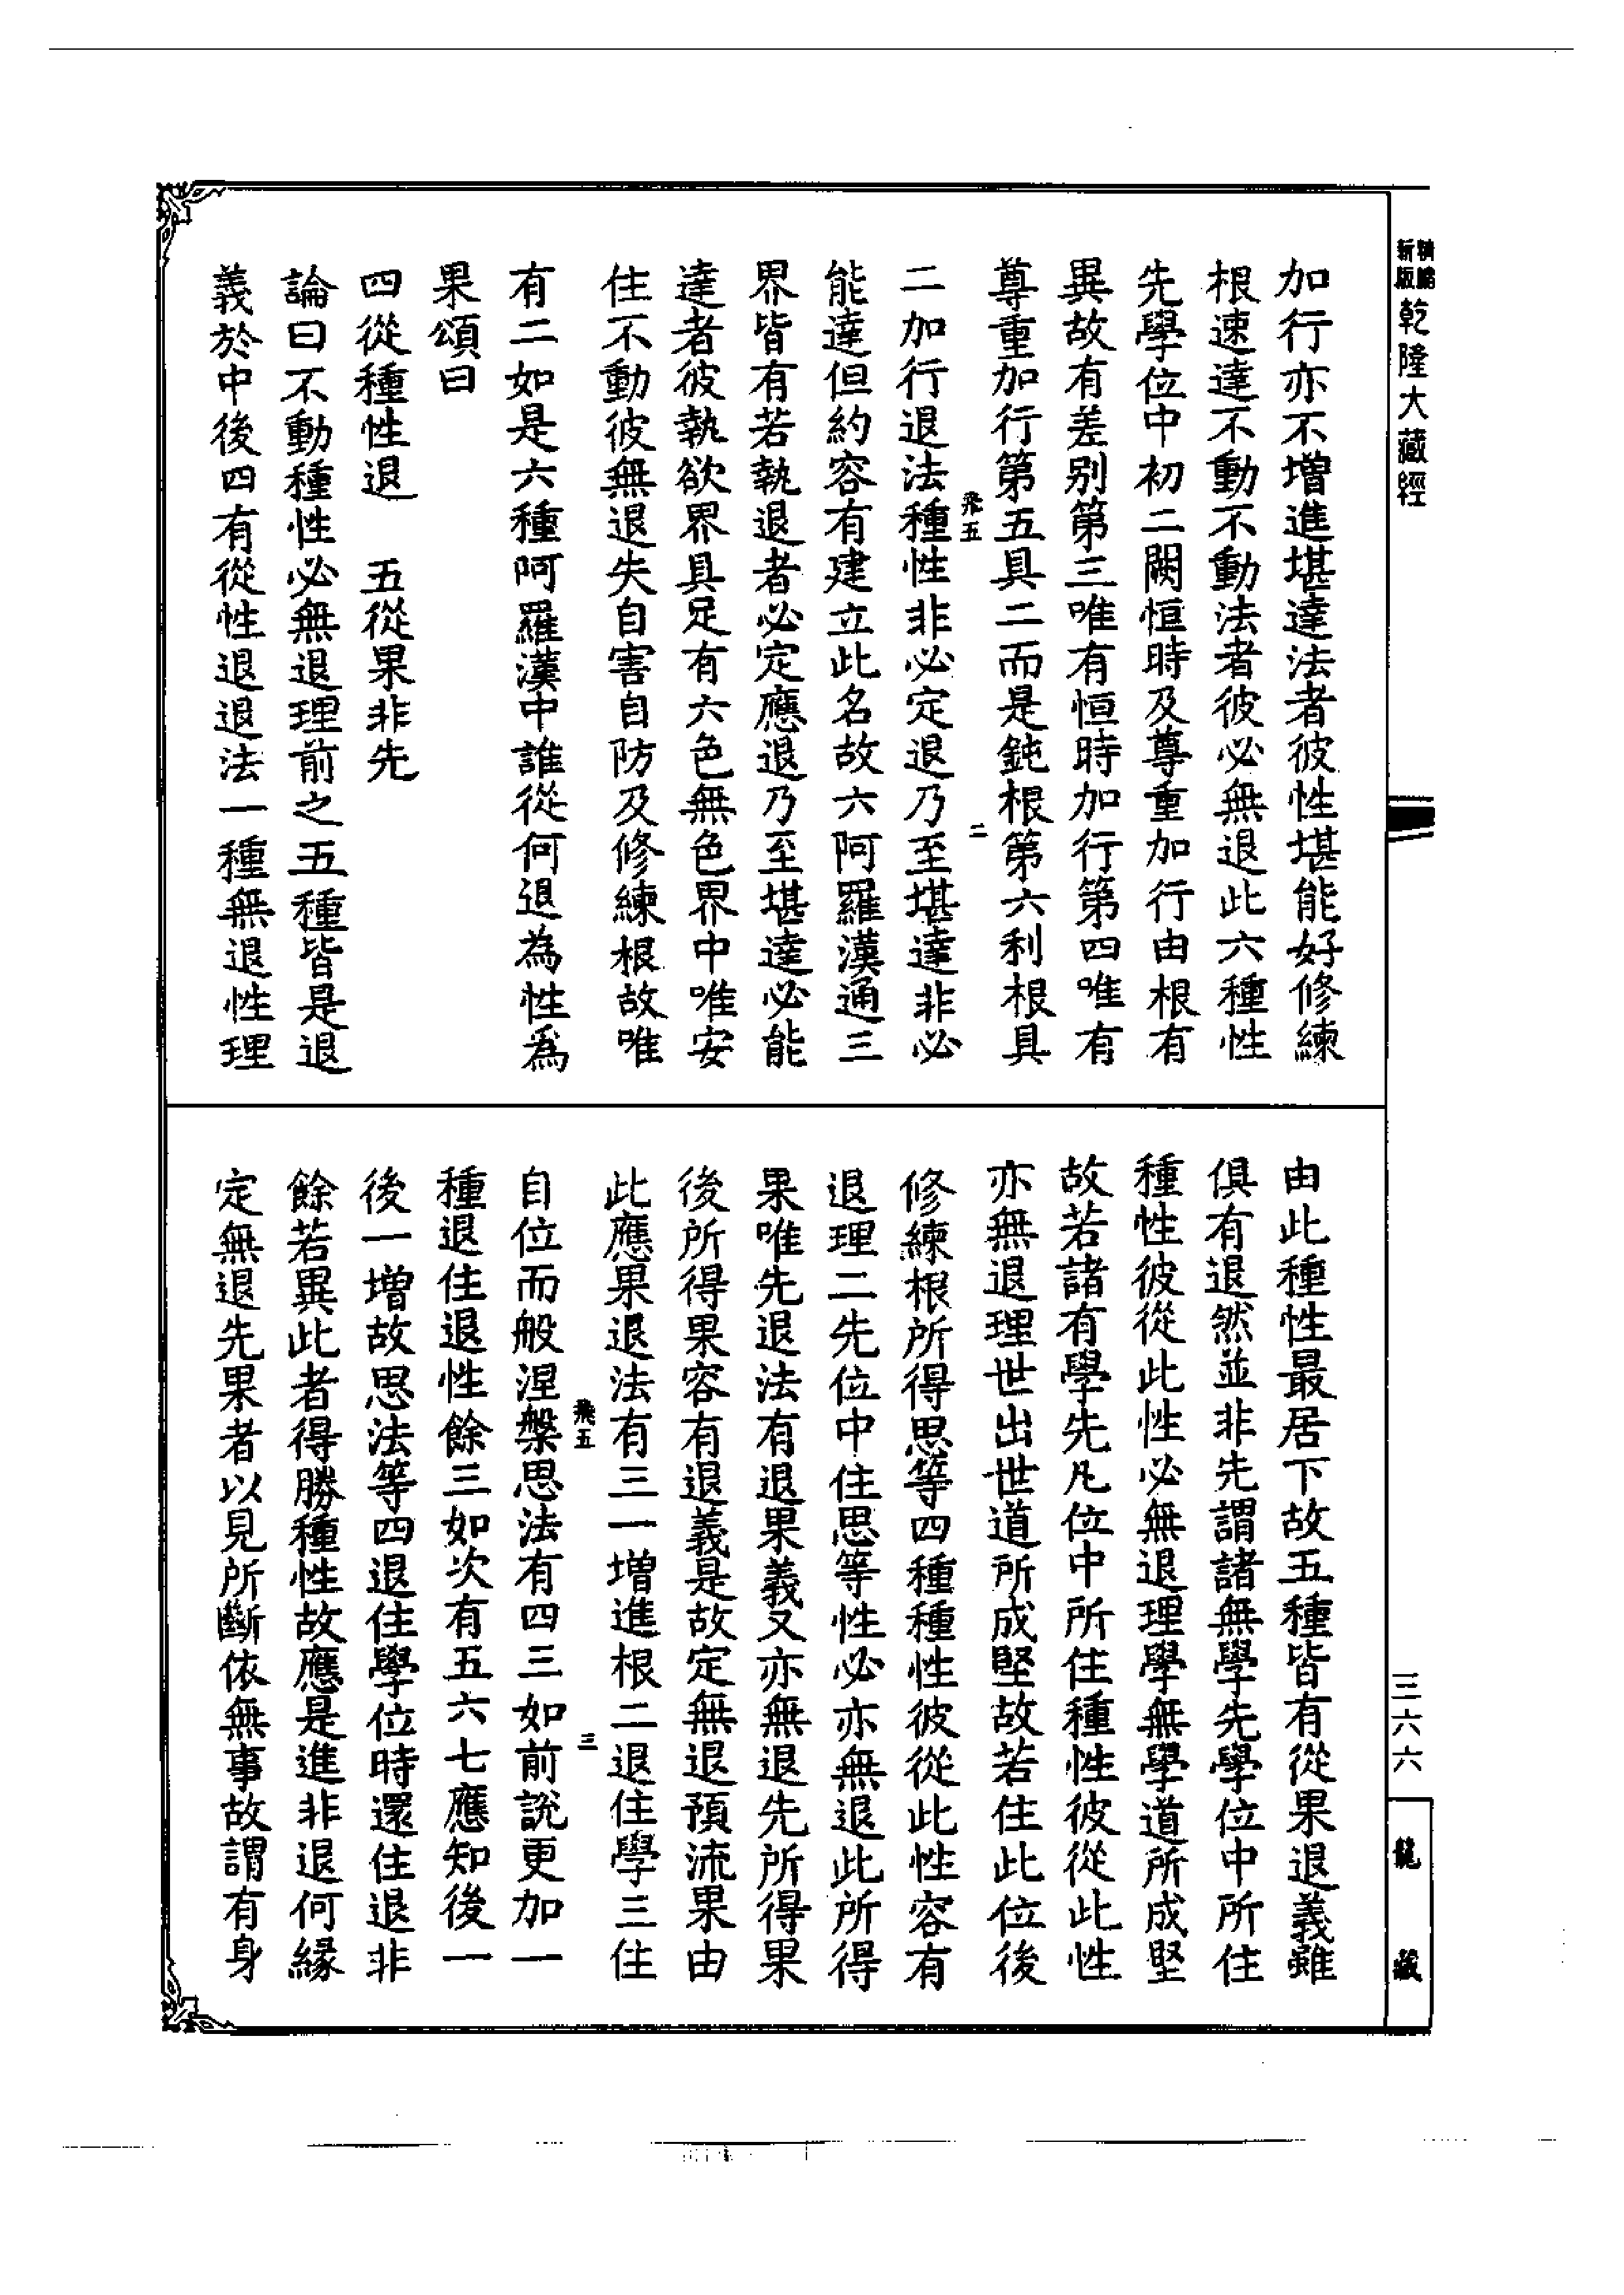 新版
精縮
乾隆大藏經
三六六
龍藏
加行亦不增進堪達法者彼性堪能好修練
根速達不動不動法者彼必無退此六種性
先學位中初二闕恒時及尊重加行由根有
異故有差别第三唯有恒時加行第四唯有
尊重加行第五具二而是鈍根第六利根具
飛五 二
二加行退法種性非必定退乃至堪達非必
能達但約容有建立此名故六阿羅漢通三
界皆有若執退者必定應退乃至堪達必能
達者彼執欲界具足有六色無色界中唯安
住不動彼無退失自害自防及修練根故唯
有二如是六種阿羅漢中誰從何退為性爲
果頌曰
四從種性退 五從果非先
論曰不動種性必無退理前之五種皆是退
義於中後四有從性退退法一種無退性理
由此種性最居下故五種皆有從果退義雖
俱有退然並非先謂諸無學先學位中所住
種性彼從此性必無退理學無學道所成堅
故若諸有學先凡位中所住種性彼從此性
亦無退理世出世道所成堅故若住此位後
修練根所得思等四種種性彼從此性容有
退理二先位中住思等性必亦無退此所得
果唯先退法有退果義又亦無退先所得果
後所得果容有退義是故定無退預流果由
此應果退法有三一增進根二退住學三住
飛五 三
自位而般涅槃思法有四三如前說更加一
種退住退性餘三如次有五六七應知後一
後一增故思法等四退住學位時還住退非
餘若異此者得勝種性故應是進非退何緣
定無退先果者以見所斷依無事故謂有身